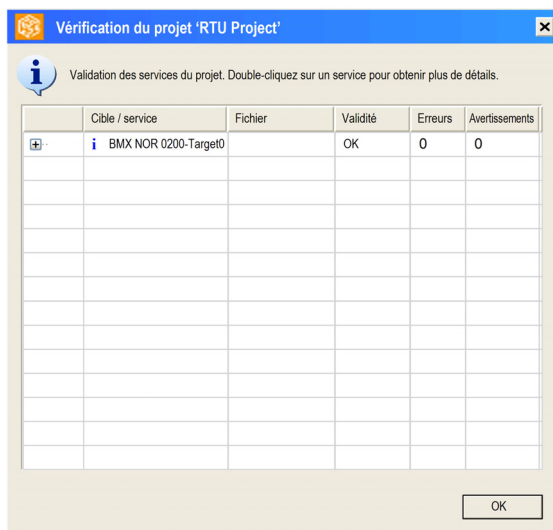 Vérification du projet ‘RTU Project’
Validation des services du projet. Double-cliquez sur un service pour obtenir plus de détails.
Cible / service Fichier Validité Erreurs Avertissements
BMX NOR 0200-Target0 OK 0 0
OK